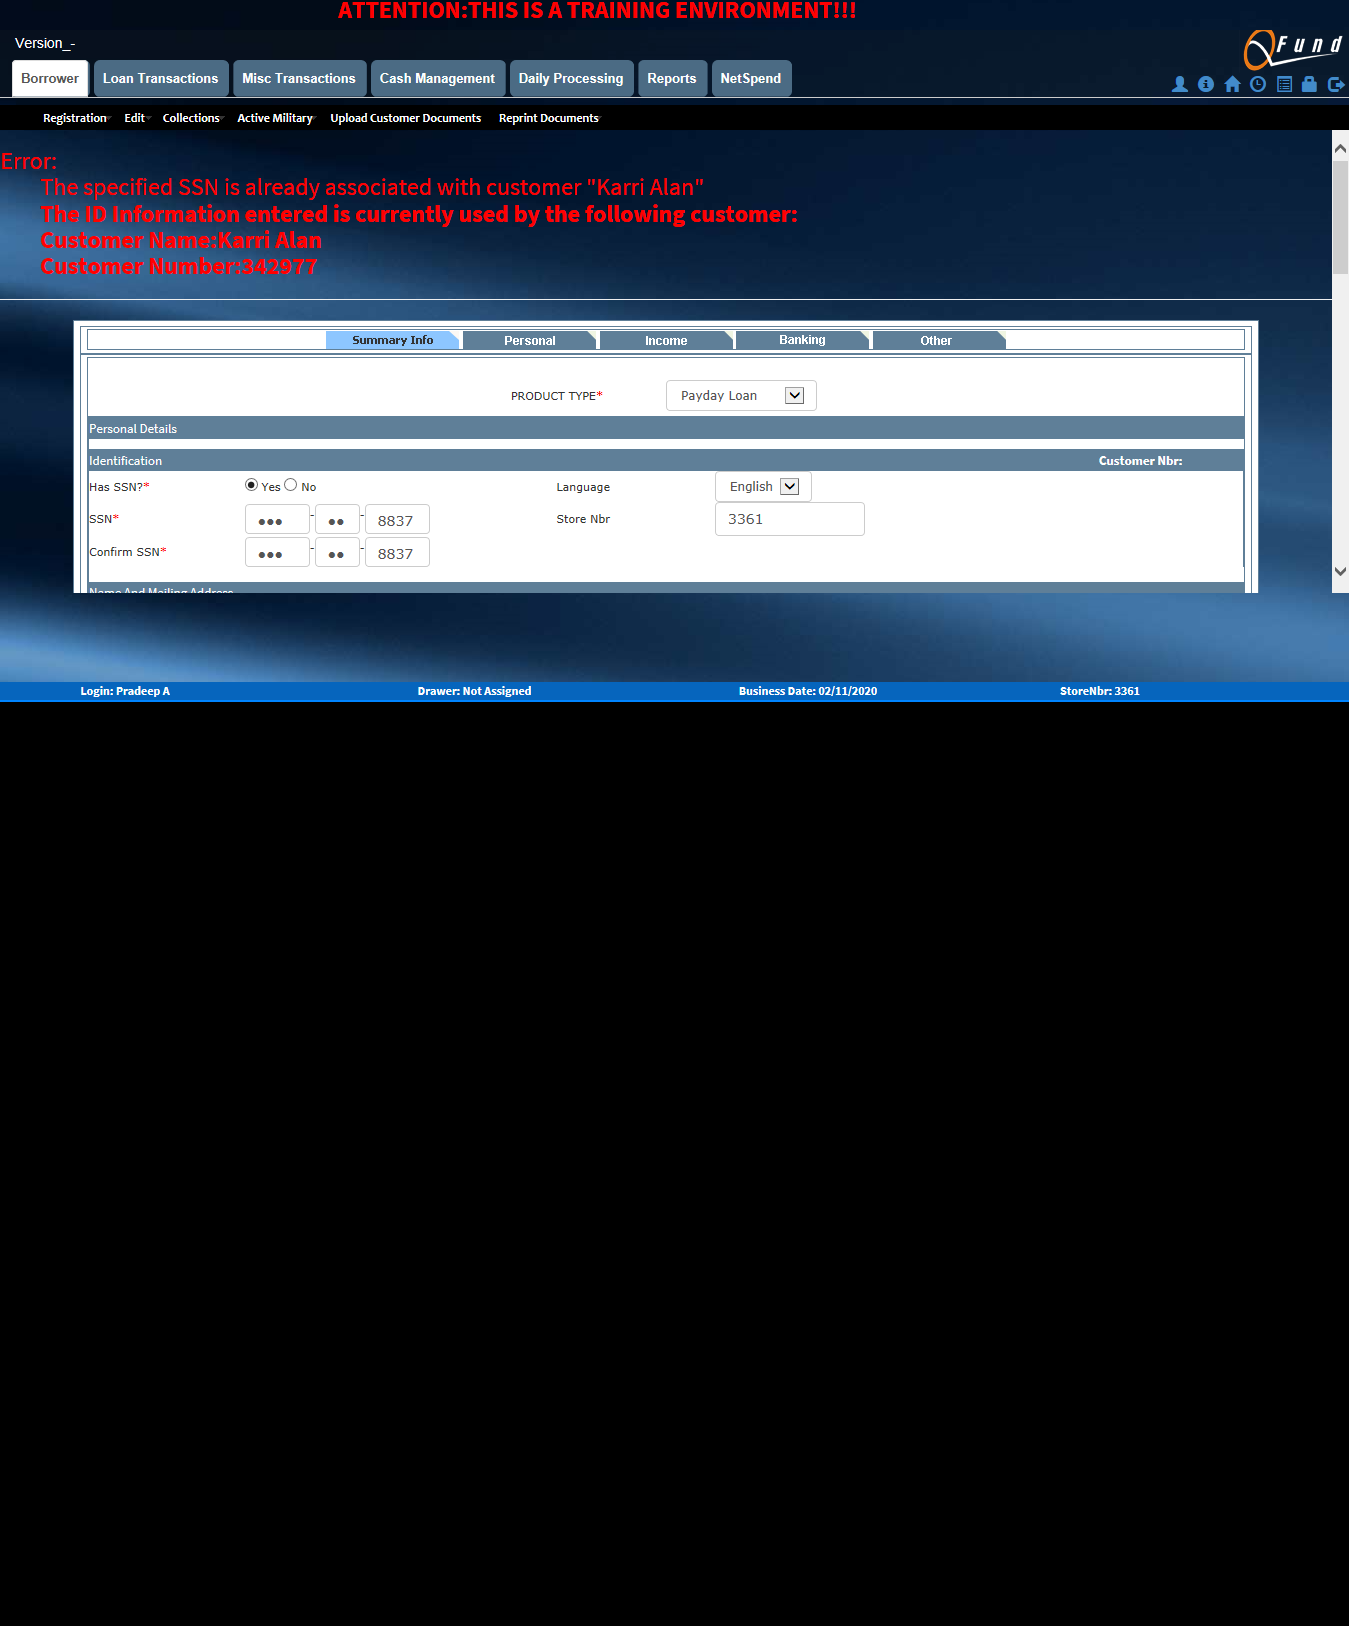 ATTENTION:THIS IS A TRAINING ENVIRONMENT!!!
Version_-
QFund
Borrower Loan Transactions Misc Transactions Cash Management Daily Processing Reports NetSpend
Registration Edit Collections Active Military Upload Customer Documents Reprint Documents
Error:
The specified SSN is already associated with customer "Karri Alan"
The ID Information entered is currently used by the following customer:
Customer Name:Karri Alan
Customer Number:342977
Summary Info Personal Income Banking Other
PRODUCT TYPE* Payday Loan
Personal Details
Identification Customer Nbr:
Has SSN?* Yes No Language English
SSN* ●●● - ●● - 8837 Store Nbr 3361
Confirm SSN* ●●● - ●● - 8837
Name And Mailing Address
Login: Pradeep A Drawer: Not Assigned Business Date: 02/11/2020 StoreNbr: 3361